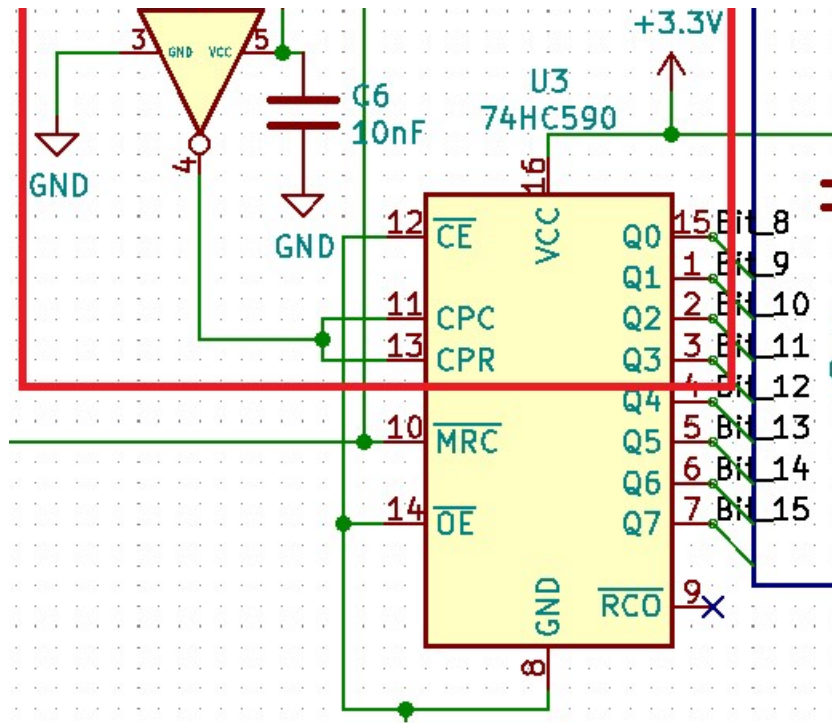 +3.3V
3
GND
VCC
5
C6
10nF
4
GND
GND
U3
74HC590
16
VCC
12
CE
11
CPC
13
CPR
10
MRC
14
OE
Q0
15
Bit_8
Q1
1
Bit_9
Q2
2
Bit_10
Q3
3
Bit_11
Q4
4
Bit_12
Q5
5
Bit_13
Q6
6
Bit_14
Q7
7
Bit_15
RCO
9
GND
8